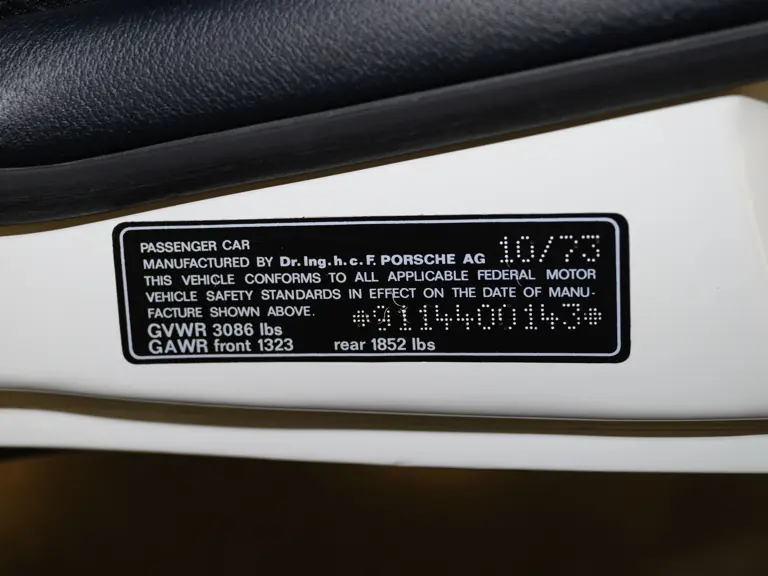 PASSENGER CAR
MANUFACTURED BY Dr.Ing.h.c.F. PORSCHE AG 10/73
THIS VEHICLE CONFORMS TO ALL APPLICABLE FEDERAL MOTOR
VEHICLE SAFETY STANDARDS IN EFFECT ON THE DATE OF MANU-
FACTURE SHOWN ABOVE. *9114400143*
GVWR 3086 lbs
GAWR front 1323 rear 1852 lbs